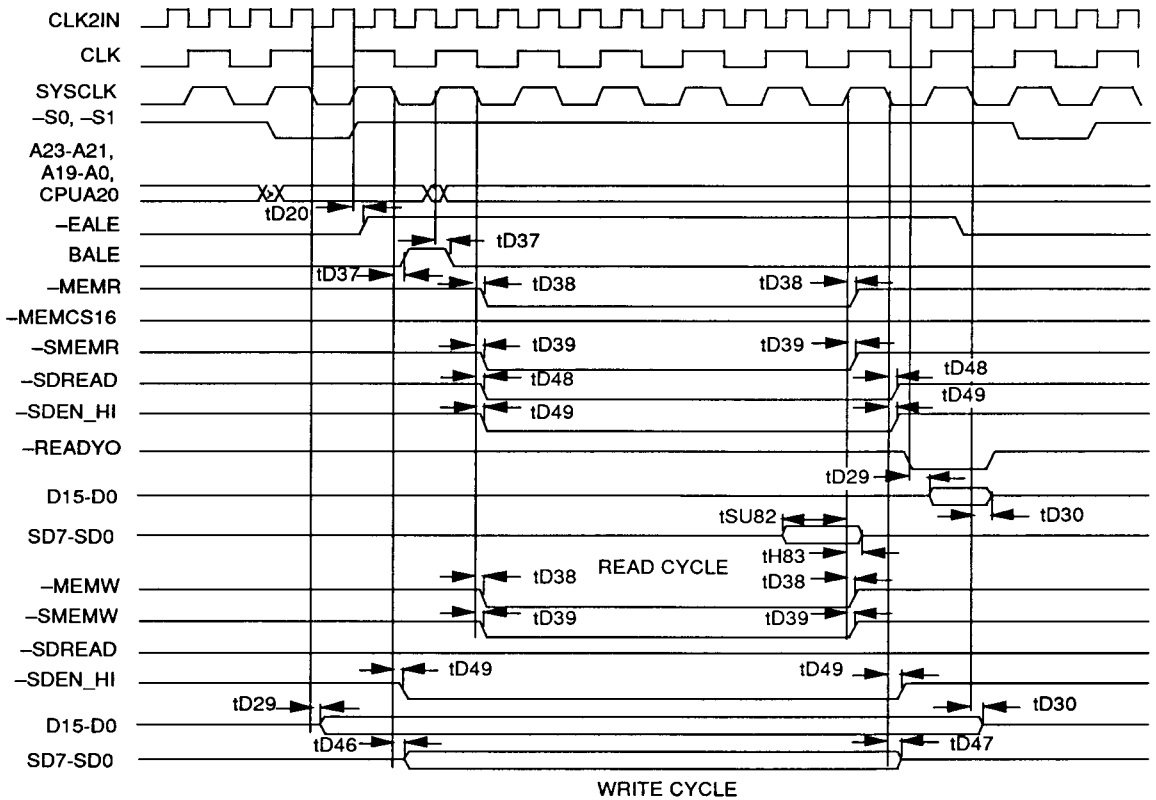 CLK2IN
CLK
SYSCLK
–S0, –S1
A23-A21,
A19-A0,
CPUA20
tD20
–EALE
tD37
BALE
tD37
–MEMR
tD38
tD38
–MEMCS16
–SMEMR
tD39
tD39
–SDREAD
tD48
tD48
–SDEN_HI
tD49
tD49
–READYO
tD29
D15-D0
tSU82
tD30
SD7-SD0
tH83
READ CYCLE
–MEMW
tD38
tD38
–SMEMW
tD39
tD39
–SDREAD
–SDEN_HI
tD49
tD49
tD29
tD30
D15-D0
tD46
tD47
SD7-SD0
WRITE CYCLE